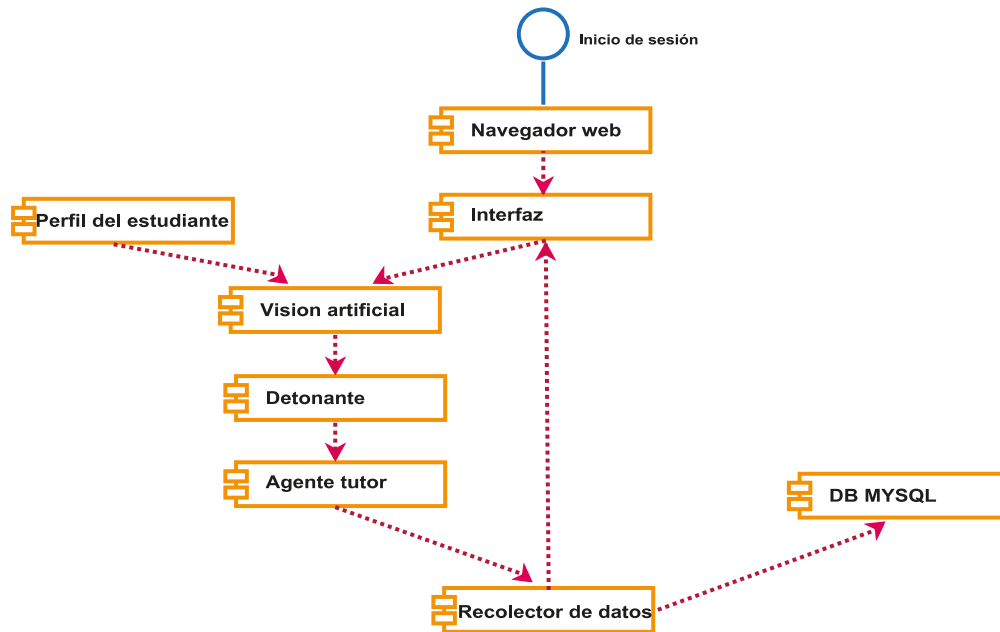 Inicio de sesión
Navegador web
Interfaz
Perfil del estudiante
Vision artificial
Detonante
Agente tutor
DB MYSQL
Recolector de datos